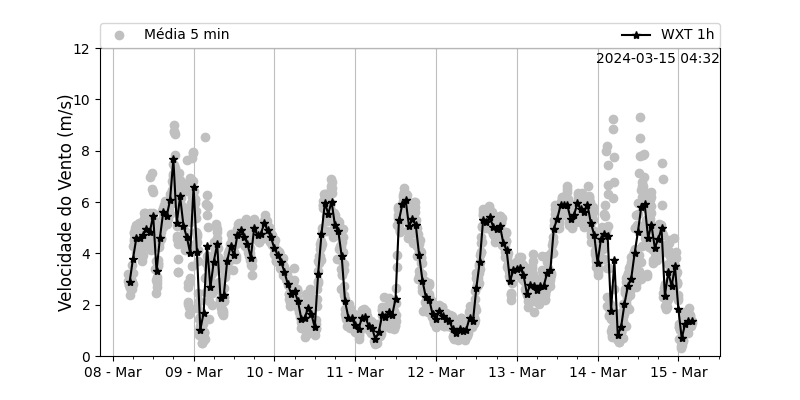 Média 5 min
WXT 1h
2024-03-15 04:32
Velocidade do Vento (m/s)
12
10
8
6
4
2
0
08 - Mar
09 - Mar
10 - Mar
11 - Mar
12 - Mar
13 - Mar
14 - Mar
15 - Mar